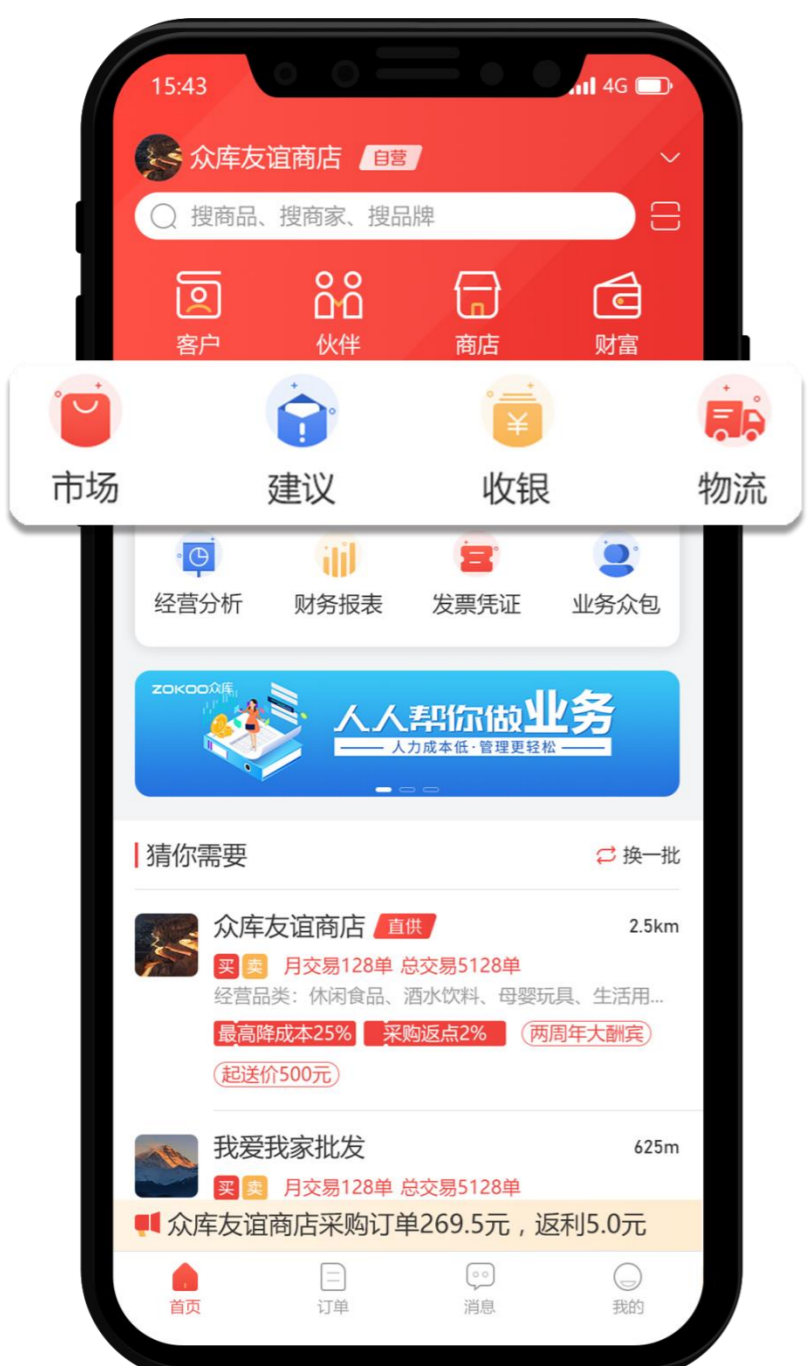 15:43 4G
众库友谊商店 自营
搜商品、搜商家、搜品牌
客户 伙伴 商店 财富
市场 建议 收银 物流
经营分析 财务报表 发票凭证 业务众包
ZOKOO众库
人人帮你做业务
人力成本低·管理更轻松
猜你需要 换一批
众库友谊商店 直供 2.5km
买 卖 月交易128单 总交易5128单
经营品类：休闲食品、酒水饮料、母婴玩具、生活用...
最高降成本25% 采购返点2% 两周年大酬宾
起送价500元
我爱我家批发 625m
买 卖 月交易128单 总交易5128单
众库友谊商店采购订单269.5元，返利5.0元
首页 订单 消息 我的